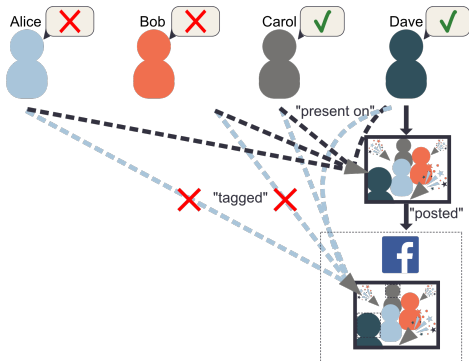 Alice
Bob
Carol
Dave
"present on"
"tagged"
"posted"
f